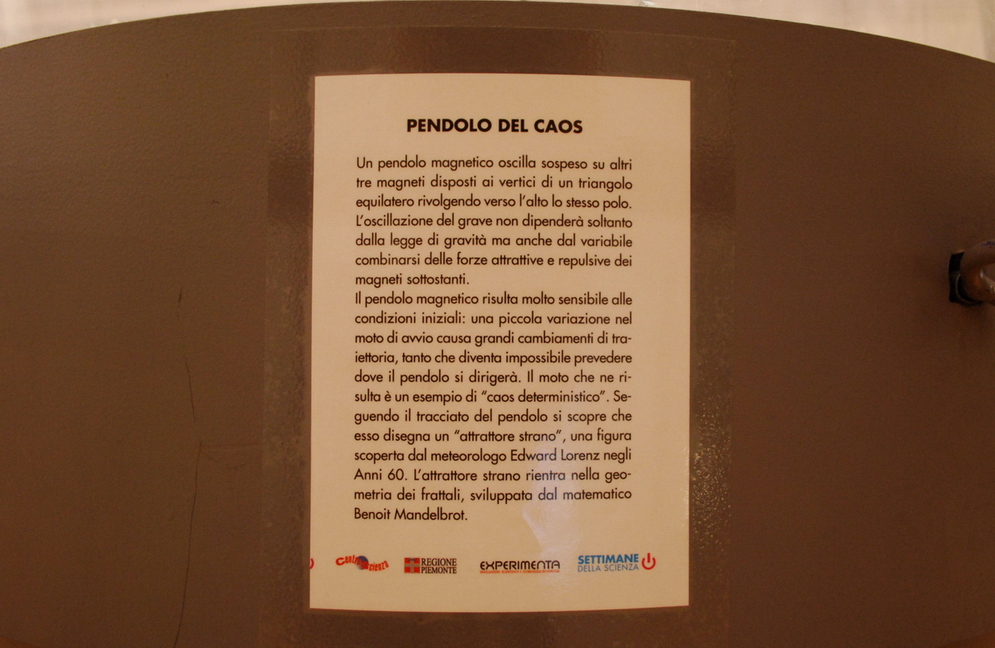 PENDOLO DEL CAOS
Un pendolo magnetico oscilla sospeso su altri
tre magneti disposti ai vertici di un triangolo
equilatero rivolgendo verso l'alto lo stesso polo.
L'oscillazione del grave non dipenderà soltanto
dalla legge di gravità ma anche dal variabile
combinarsi delle forze attrattive e repulsive dei
magneti sottostanti.
Il pendolo magnetico risulta molto sensibile alle
condizioni iniziali: una piccola variazione nel
moto di avvio causa grandi cambiamenti di tra-
iettoria, tanto che diventa impossibile prevedere
dove il pendolo si dirigerà. Il moto che ne ri-
sulta è un esempio di "caos deterministico". Se-
guendo il tracciato del pendolo si scopre che
esso disegna un "attrattore strano", una figura
scoperta dal meteorologo Edward Lorenz negli
Anni 60. L'attrattore strano rientra nella geo-
metria dei frattali, sviluppata dal matematico
Benoit Mandelbrot.
REGIONE
PIEMONTE
EXPERIMENTA
SETTIMANE
DELLA SCIENZA